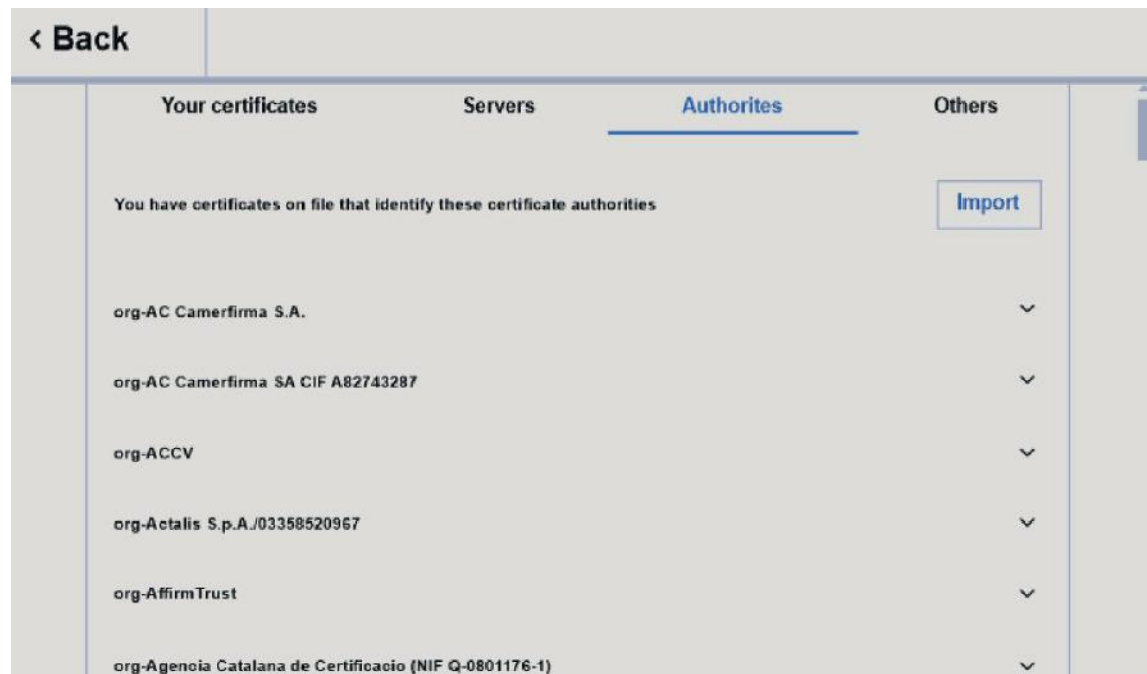 < Back
Your certificates Servers Authorites Others
You have certificates on file that identify these certificate authorities Import
org-AC Camerfirma S.A.
org-AC Camerfirma SA CIF A82743287
org-ACCV
org-Actalis S.p.A./03358520967
org-AffirmTrust
org-Agencia Catalana de Certificacio (NIF Q-0801176-1)